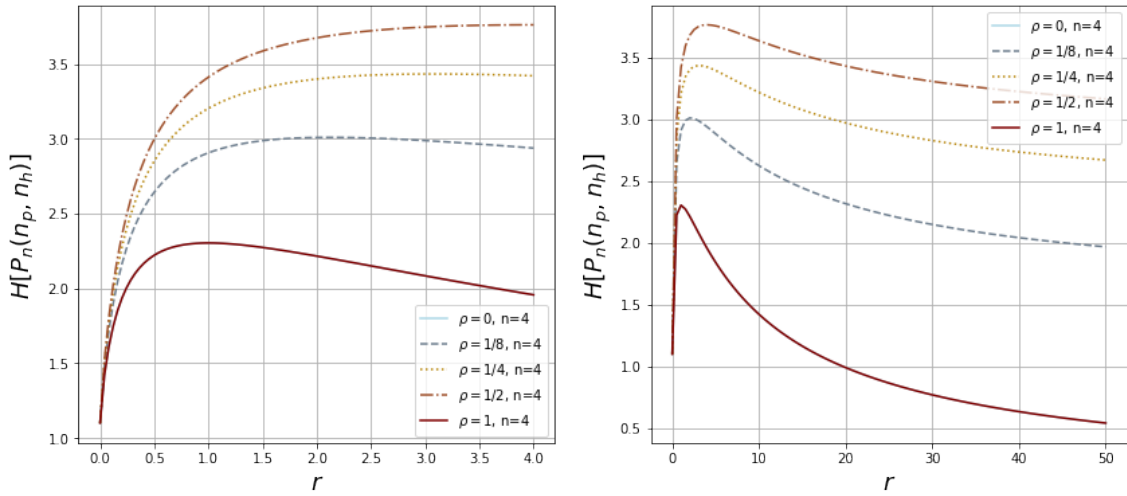 H[P_n(n_p, n_h)]
3.5
3.0
2.5
2.0
1.5
1.0
0.0 0.5 1.0 1.5 2.0 2.5 3.0 3.5 4.0
r
ρ = 0, n=4
ρ = 1/8, n=4
ρ = 1/4, n=4
ρ = 1/2, n=4
ρ = 1, n=4
H[P_n(n_p, n_h)]
3.5
3.0
2.5
2.0
1.5
1.0
0.5
0 10 20 30 40 50
r
ρ = 0, n=4
ρ = 1/8, n=4
ρ = 1/4, n=4
ρ = 1/2, n=4
ρ = 1, n=4